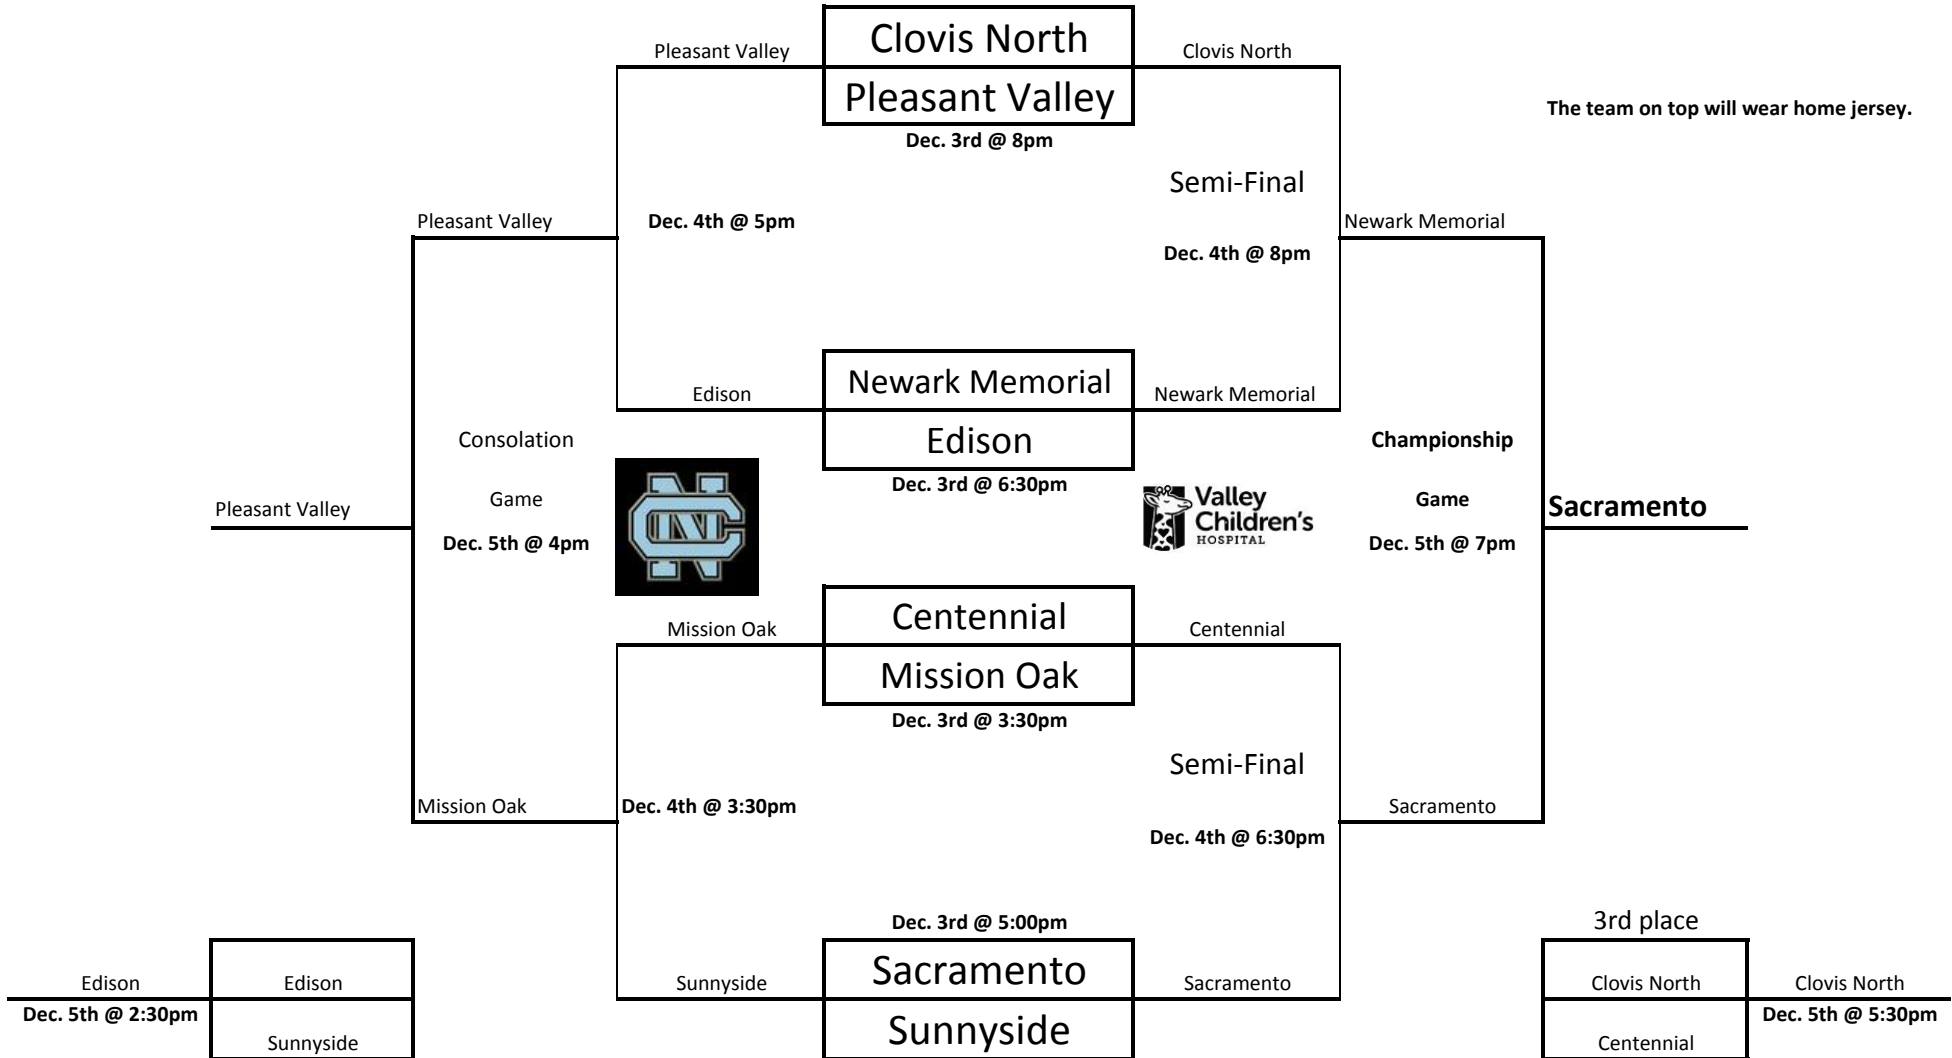 Clovis North
Pleasant Valley
Clovis North
Pleasant Valley
The team on top will wear home jersey.
Dec. 3rd @ 8pm
Semi-Final
Pleasant Valley
Dec. 4th @ 5pm
Newark Memorial
Dec. 4th @ 8pm
Newark Memorial
Edison
Newark Memorial
Consolation
Edison
Championship
Dec. 3rd @ 6:30pm
Valley
Children's
HOSPITAL
Game
Game
Pleasant Valley
Sacramento
Dec. 5th @ 4pm
NC
Dec. 5th @ 7pm
Centennial
Mission Oak
Centennial
Mission Oak
Dec. 3rd @ 3:30pm
Semi-Final
Mission Oak
Dec. 4th @ 3:30pm
Sacramento
Dec. 4th @ 6:30pm
Dec. 3rd @ 5:00pm
3rd place
Sacramento
Edison
Edison
Sunnyside
Sacramento
Clovis North
Clovis North
Dec. 5th @ 2:30pm
Dec. 5th @ 5:30pm
Sunnyside
Sunnyside
Centennial